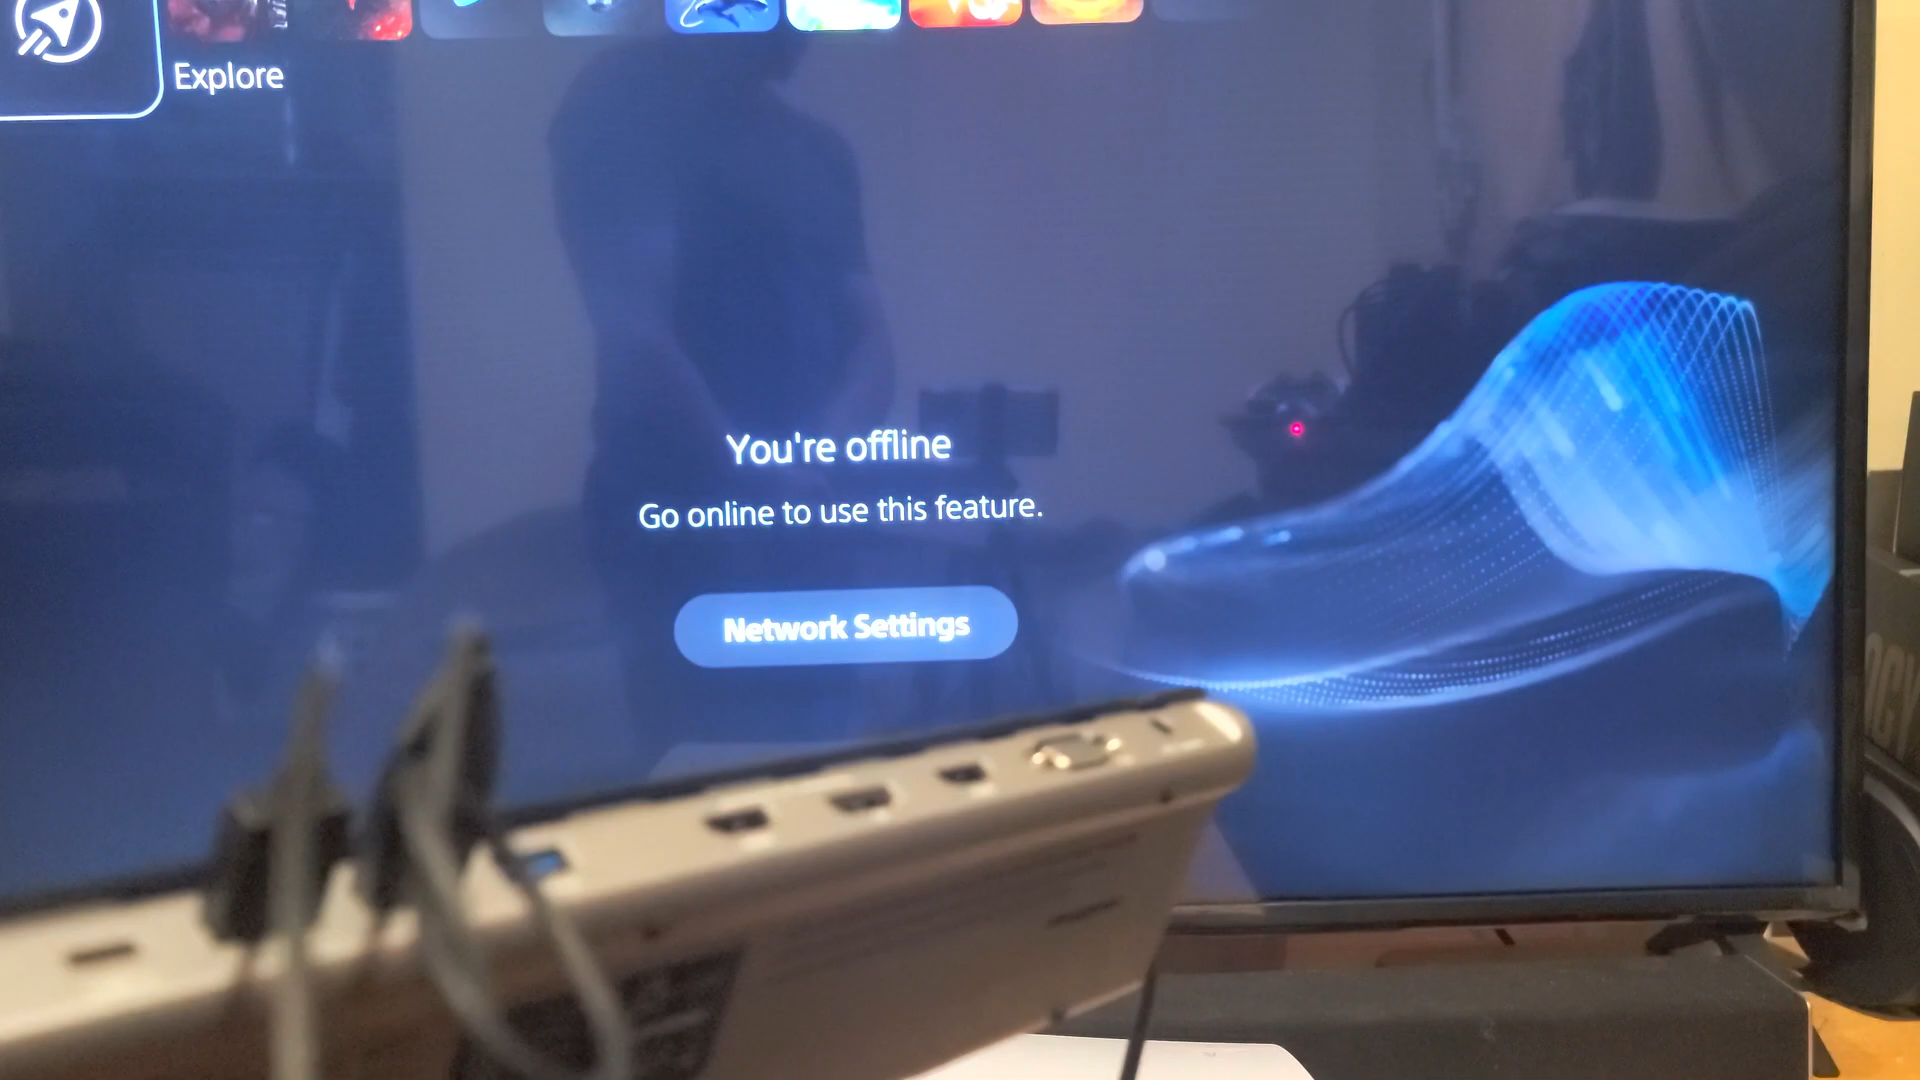 Explore
You're offline
Go online to use this feature.
Network Settings